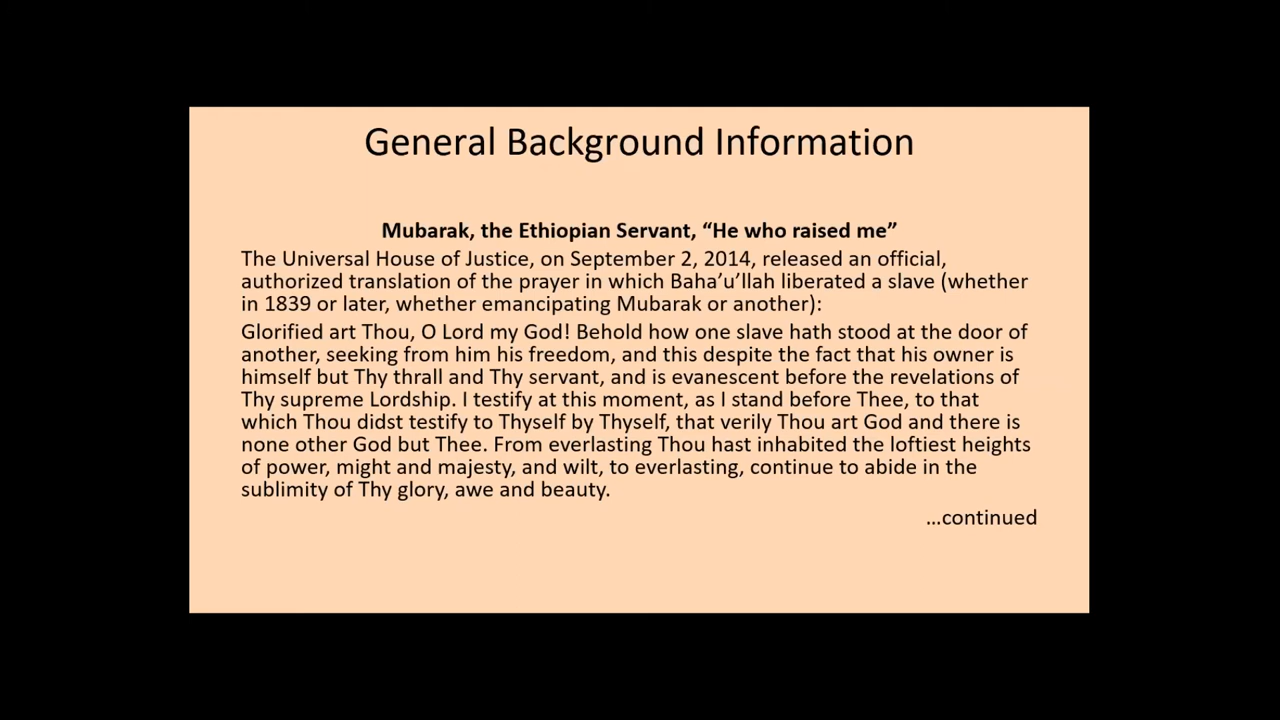 General Background Information
Mubarak, the Ethiopian Servant, “He who raised me”
The Universal House of Justice, on September 2, 2014, released an official,
authorized translation of the prayer in which Baha’u’llah liberated a slave (whether
in 1839 or later, whether emancipating Mubarak or another):
Glorified art Thou, O Lord my God! Behold how one slave hath stood at the door of
another, seeking from him his freedom, and this despite the fact that his owner is
himself but Thy thrall and Thy servant, and is evanescent before the revelations of
Thy supreme Lordship. I testify at this moment, as I stand before Thee, to that
which Thou didst testify to Thyself by Thyself, that verily Thou art God and there is
none other God but Thee. From everlasting Thou hast inhabited the loftiest heights
of power, might and majesty, and wilt, to everlasting, continue to abide in the
sublimity of Thy glory, awe and beauty.
…continued